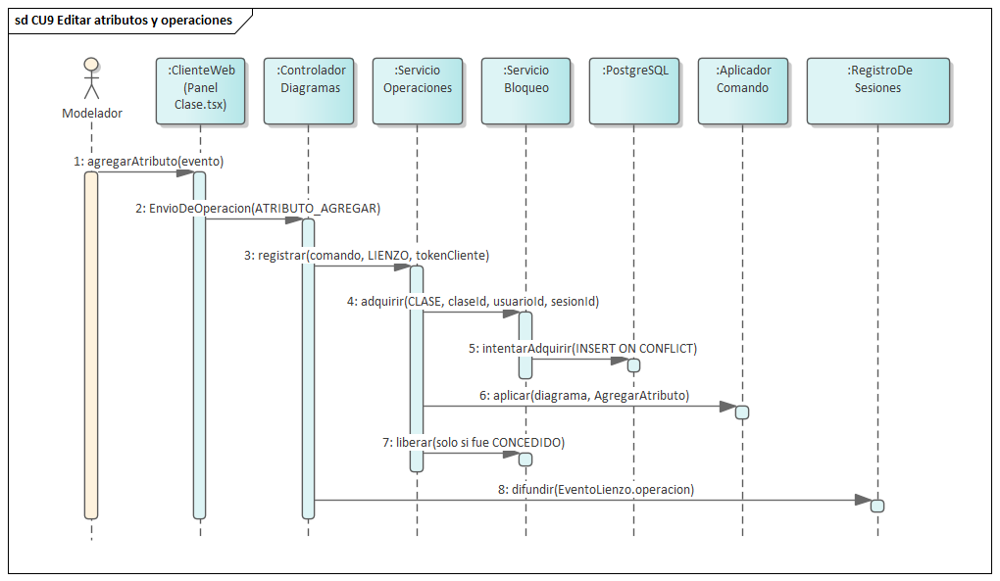 sd CU9 Editar atributos y operaciones
Modelador
:ClienteWeb
(Panel
Clase.tsx)
:Controlador
Diagramas
:Servicio
Operaciones
:Servicio
Bloqueo
:PostgreSQL
:Aplicador
Comando
:RegistroDe
Sesiones
1: agregarAtributo(evento)
2: EnvioDeOperacion(ATRIBUTO_AGREGAR)
3: registrar(comando, LIENZO, tokenCliente)
4: adquirir(CLASE, claseId, usuarioId, sesionId)
5: intentarAdquirir(INSERT ON CONFLICT)
6: aplicar(diagrama, AgregarAtributo)
7: liberar(solo si fue CONCEDIDO)
8: difundir(EventoLienzo.operacion)